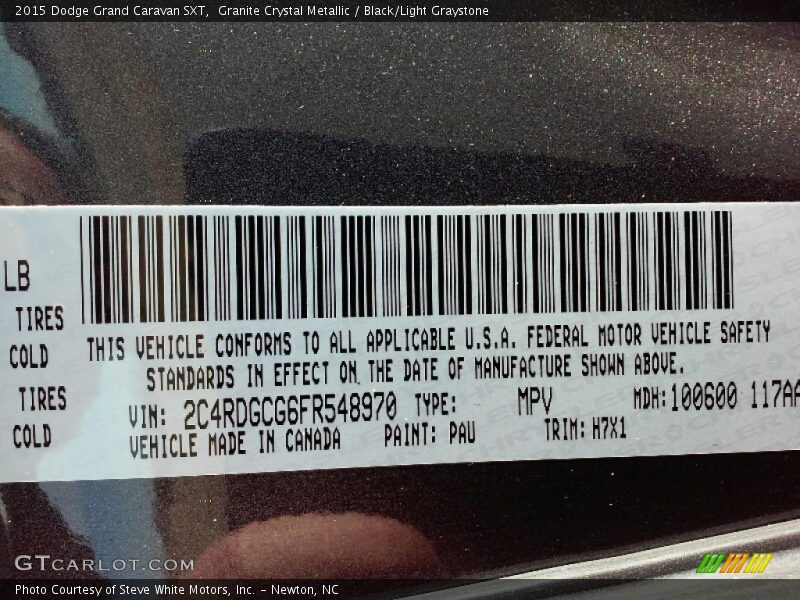 2015 Dodge Grand Caravan SXT, Granite Crystal Metallic / Black/Light Graystone
LB
TIRES
COLD
TIRES
COLD
THIS VEHICLE CONFORMS TO ALL APPLICABLE U.S.A. FEDERAL MOTOR VEHICLE SAFETY
STANDARDS IN EFFECT ON THE DATE OF MANUFACTURE SHOWN ABOVE.
VIN: 2C4RDGCG6FR548970 TYPE: MPV MDH: 100600 117AA
VEHICLE MADE IN CANADA PAINT: PAU TRIM: H7X1
GTCARLOT.COM
Photo Courtesy of Steve White Motors, Inc. – Newton, NC